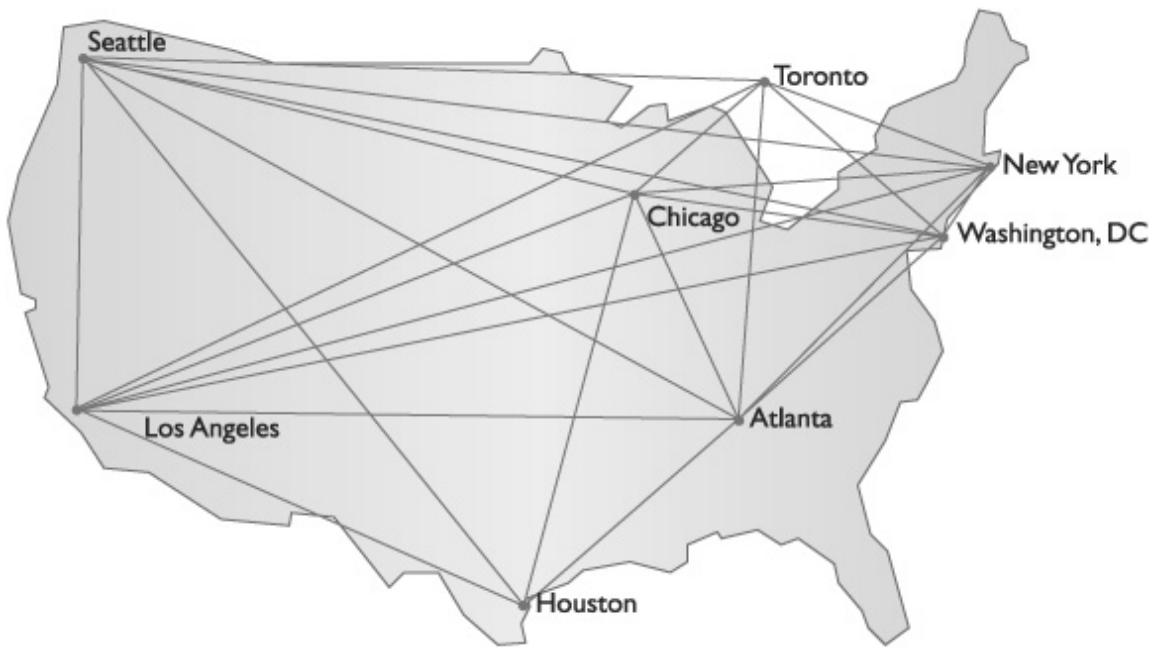 Seattle
Toronto
New York
Chicago
Washington, DC
Los Angeles
Atlanta
Houston